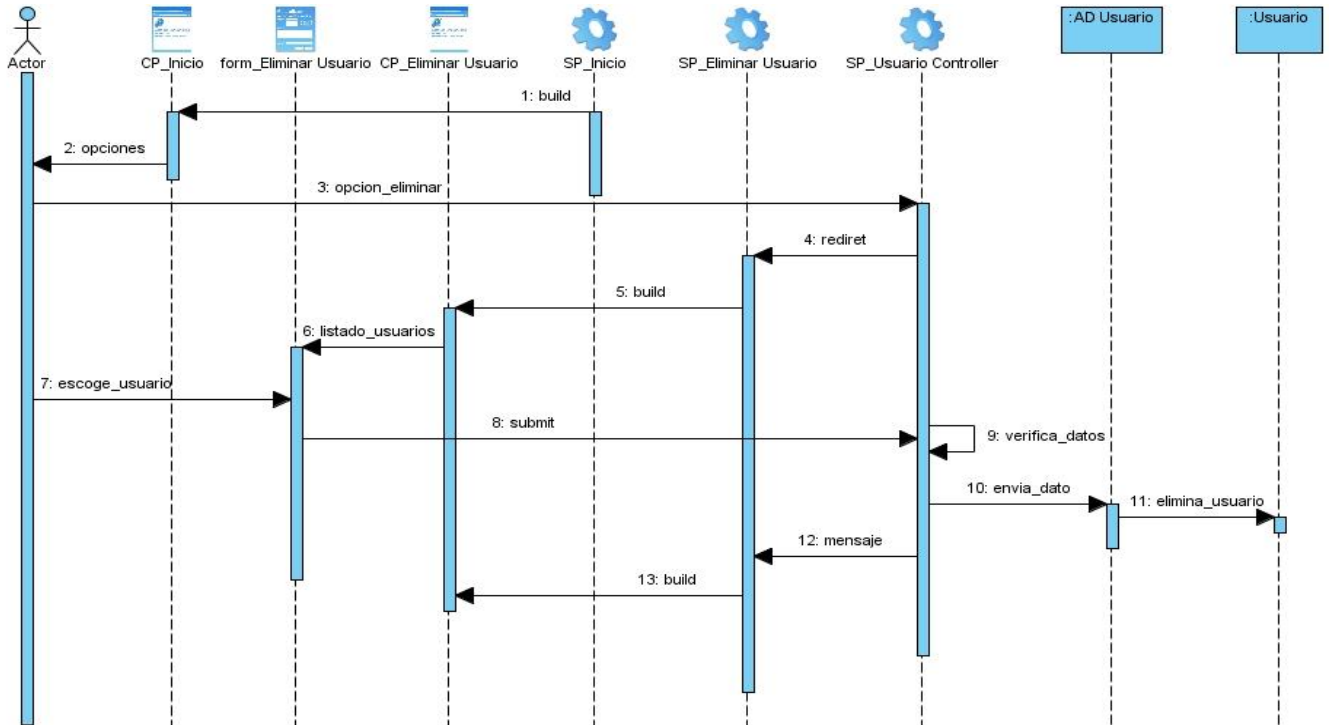 :AD Usuario
:Usuario
Actor
CP_Inicio
form_Eliminar Usuario
CP_Eliminar Usuario
SP_Inicio
SP_Eliminar Usuario
SP_Usuario Controller
1: build
2: opciones
3: opcion_eliminar
4: rediret
5: build
6: listado_usuarios
7: escoge_usuario
8: submit
9: verifica_datos
10: envia_dato
11: elimina_usuario
12: mensaje
13: build